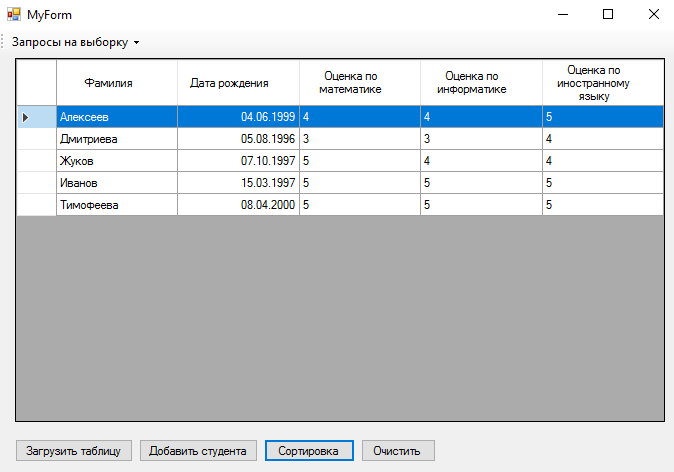 MyForm
Запросы на выборку
Фамилия Дата рождения Оценка по математике Оценка по информатике Оценка по иностранному языку
Алексеев 04.06.1999 4 4 5
Дмитриева 05.08.1996 3 3 4
Жуков 07.10.1997 5 4 4
Иванов 15.03.1997 5 5 5
Тимофеева 08.04.2000 5 5 5
Загрузить таблицу Добавить студента Сортировка Очистить